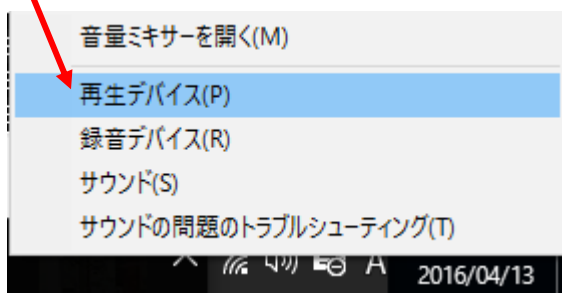 音量ミキサーを開く(M)
再生デバイス(P)
録音デバイス(R)
サウンド(S)
サウンドの問題のトラブルシューティング(T)
A
2016/04/13